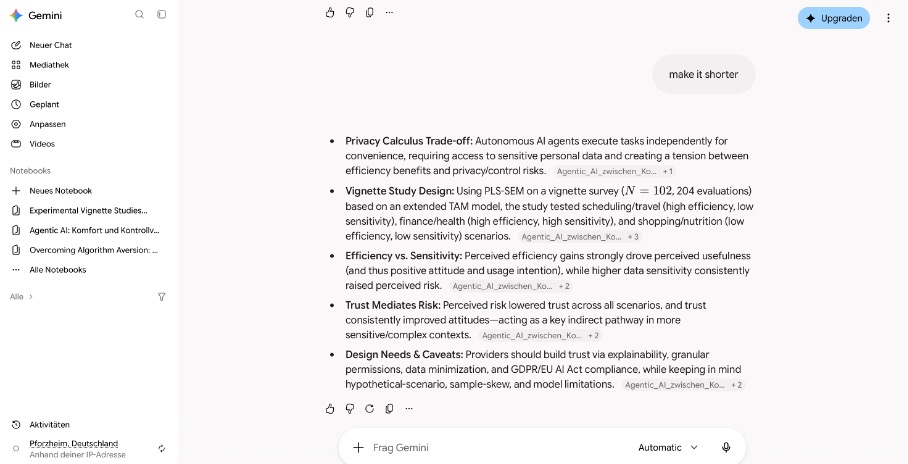 Gemini
Neuer Chat
Mediathek
Bilder
Geplant
Anpassen
Videos
Notebooks
Neues Notebook
Experimental Vignette Studies...
Agentic AI: Komfort und Kontrollv...
Overcoming Algorithm Aversion: ...
Alle Notebooks
Alle
Aktivitäten
Pforzheim, Deutschland
Anhand deiner IP-Adresse
Upgraden
make it shorter
• Privacy Calculus Trade-off: Autonomous AI agents execute tasks independently for
convenience, requiring access to sensitive personal data and creating a tension between
efficiency benefits and privacy/control risks. Agentic_AI_zwischen_Ko... + 1
• Vignette Study Design: Using PLS-SEM on a vignette survey (N = 102, 204 evaluations)
based on an extended TAM model, the study tested scheduling/travel (high efficiency, low
sensitivity), finance/health (high efficiency, high sensitivity), and shopping/nutrition (low
efficiency, low sensitivity) scenarios. Agentic_AI_zwischen_Ko... + 3
• Efficiency vs. Sensitivity: Perceived efficiency gains strongly drove perceived usefulness
(and thus positive attitude and usage intention), while higher data sensitivity consistently
raised perceived risk. Agentic_AI_zwischen_Ko... + 2
• Trust Mediates Risk: Perceived risk lowered trust across all scenarios, and trust
consistently improved attitudes—acting as a key indirect pathway in more
sensitive/complex contexts. Agentic_AI_zwischen_Ko... + 2
• Design Needs & Caveats: Providers should build trust via explainability, granular
permissions, data minimization, and GDPR/EU AI Act compliance, while keeping in mind
hypothetical-scenario, sample-skew, and model limitations. Agentic_AI_zwischen_Ko... + 2
Frag Gemini
Automatic